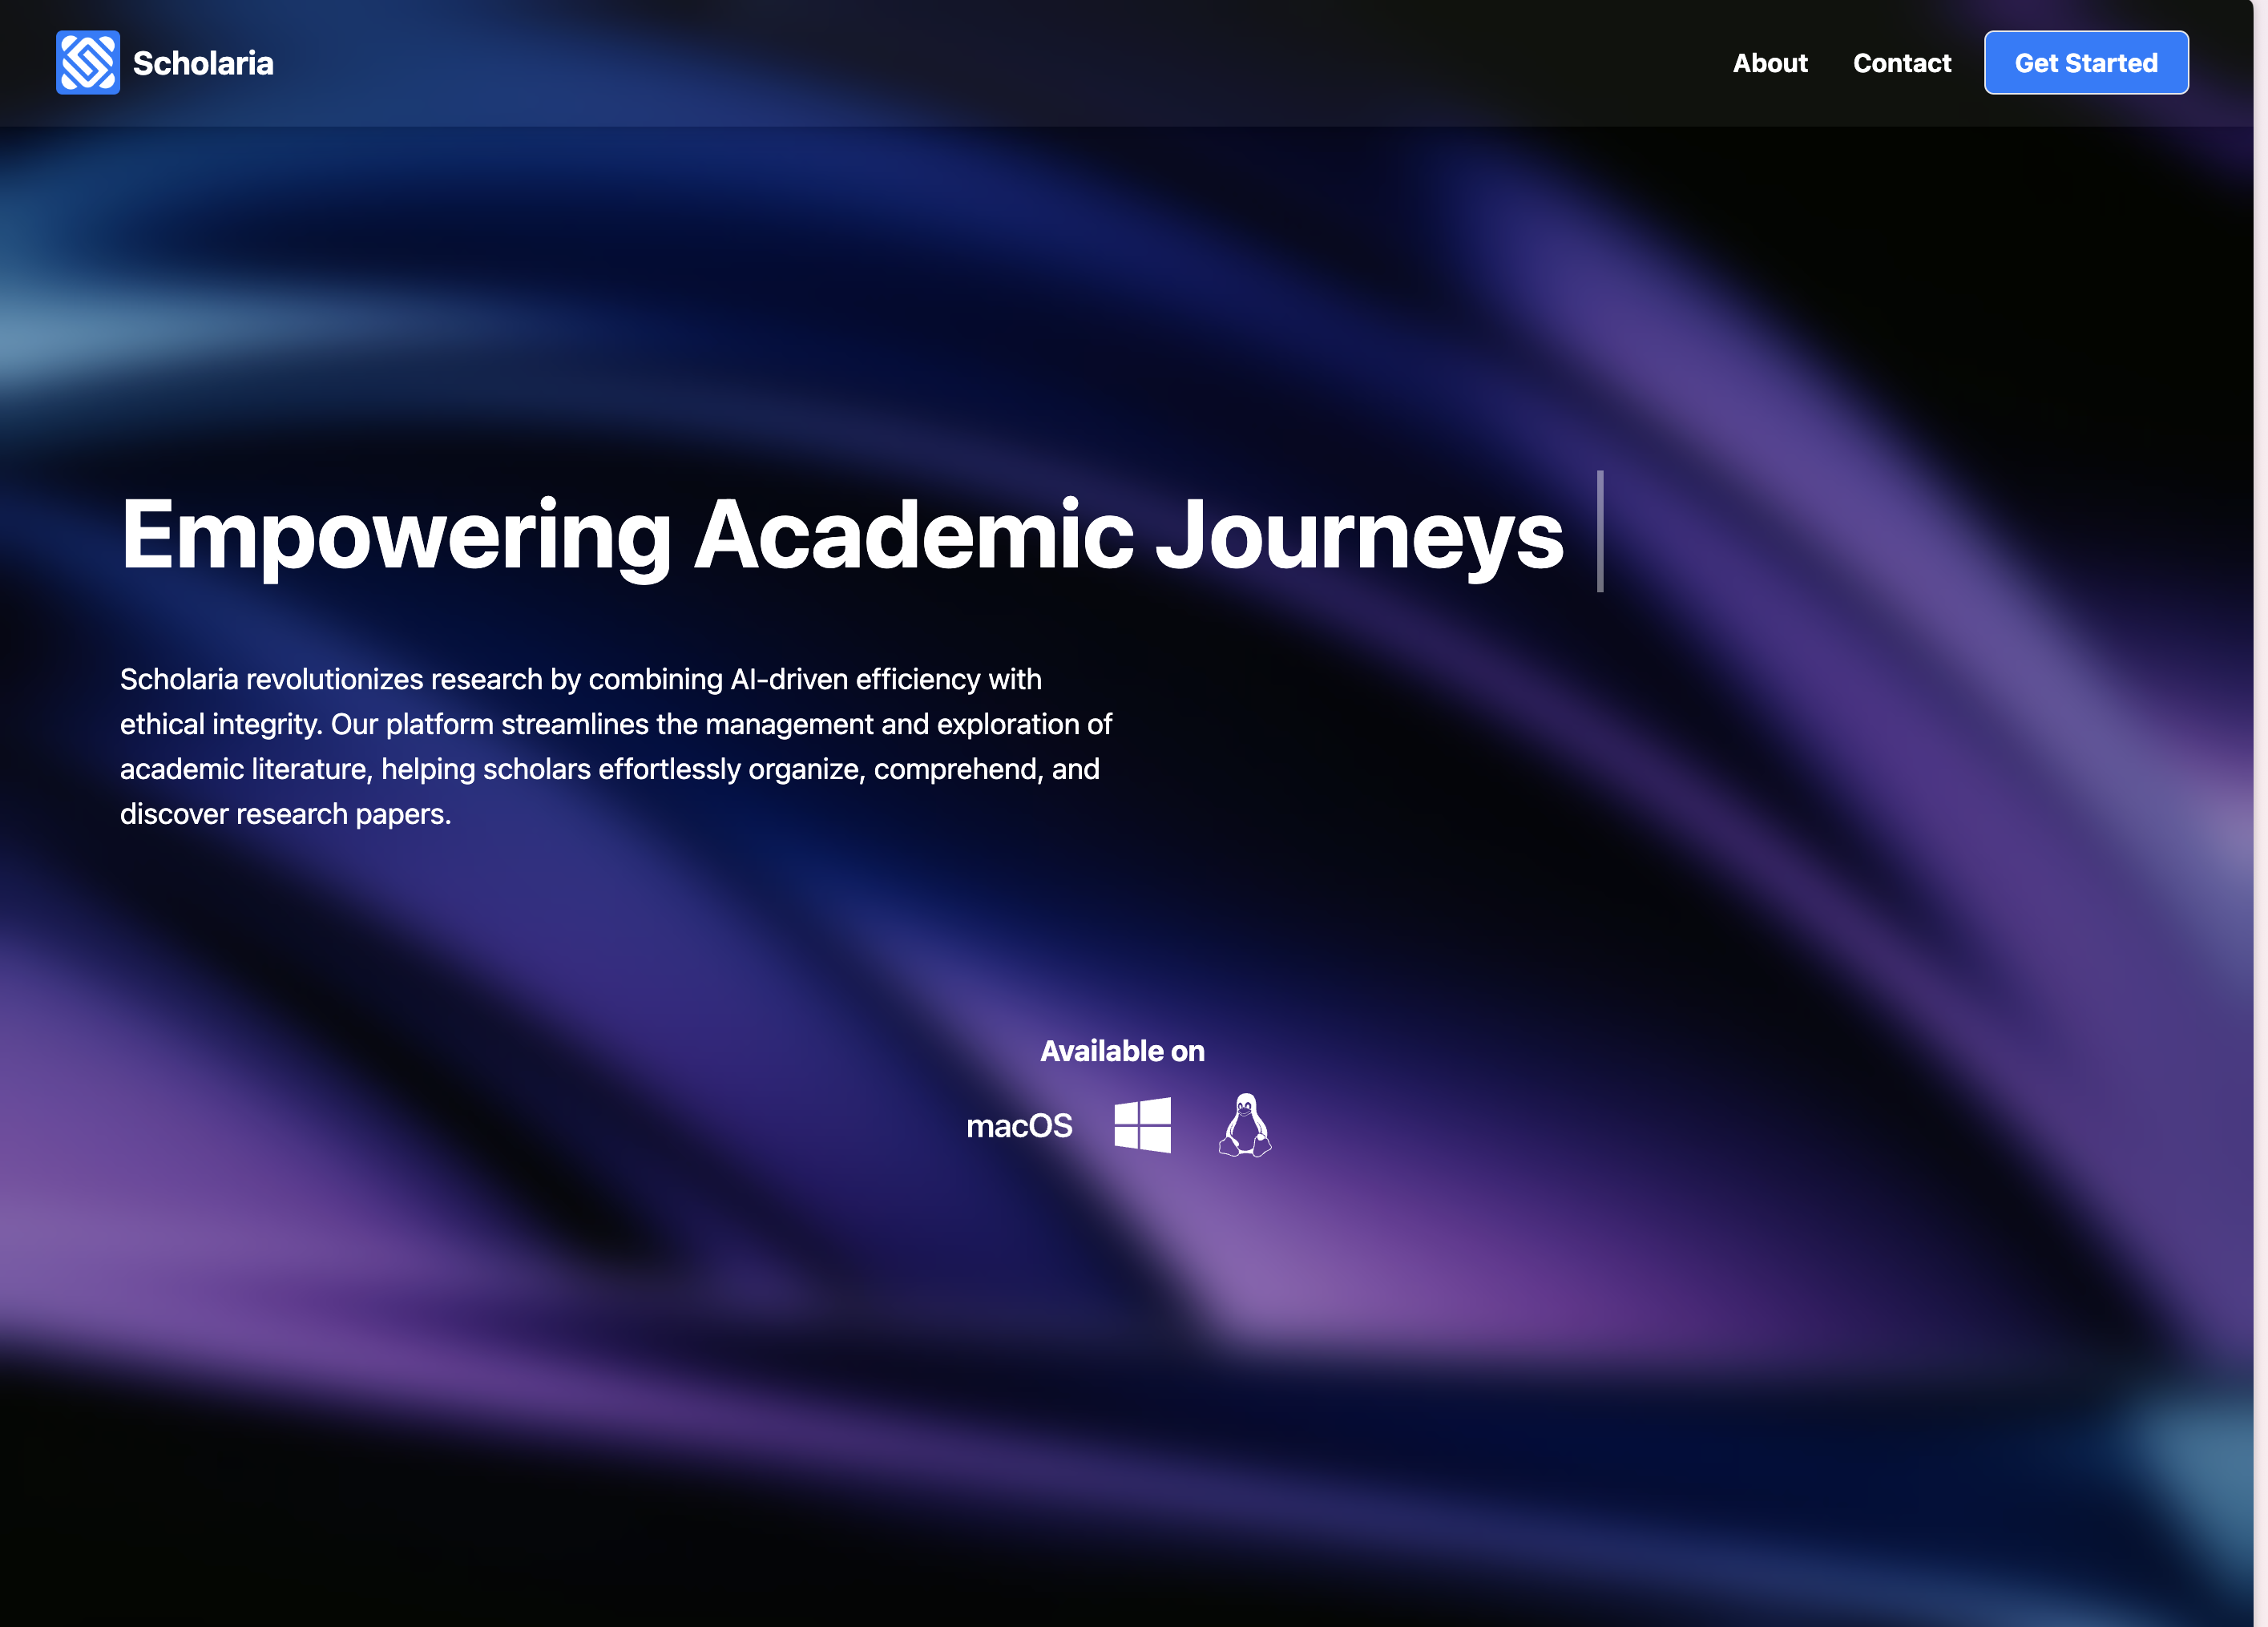 Scholaria
About
Contact
Get Started
Empowering Academic Journeys
Scholaria revolutionizes research by combining AI-driven efficiency with
ethical integrity. Our platform streamlines the management and exploration of
academic literature, helping scholars effortlessly organize, comprehend, and
discover research papers.
Available on
macOS